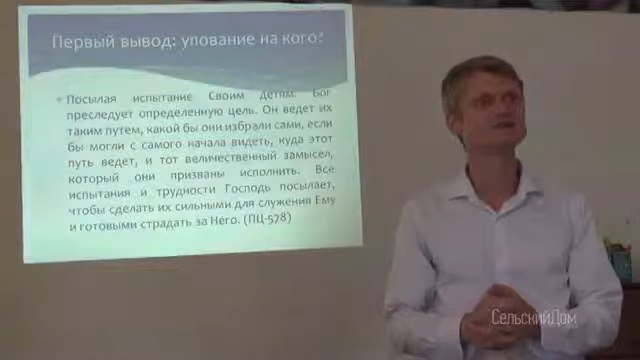 Первый вывод: упование на кого?
Посылая испытание Своим детям. Бог
преследует определенную цель. Он ведет их
таким путем, какой бы они избрали сами, если
бы могли с самого начала видеть, куда этот
путь ведет, и тот величественный замысел,
который они призваны исполнить. Все
испытания и трудности Господь посылает,
чтобы сделать их сильными для служения Ему
и готовыми страдать за Него. (ПЦ-578)
СельскийДом